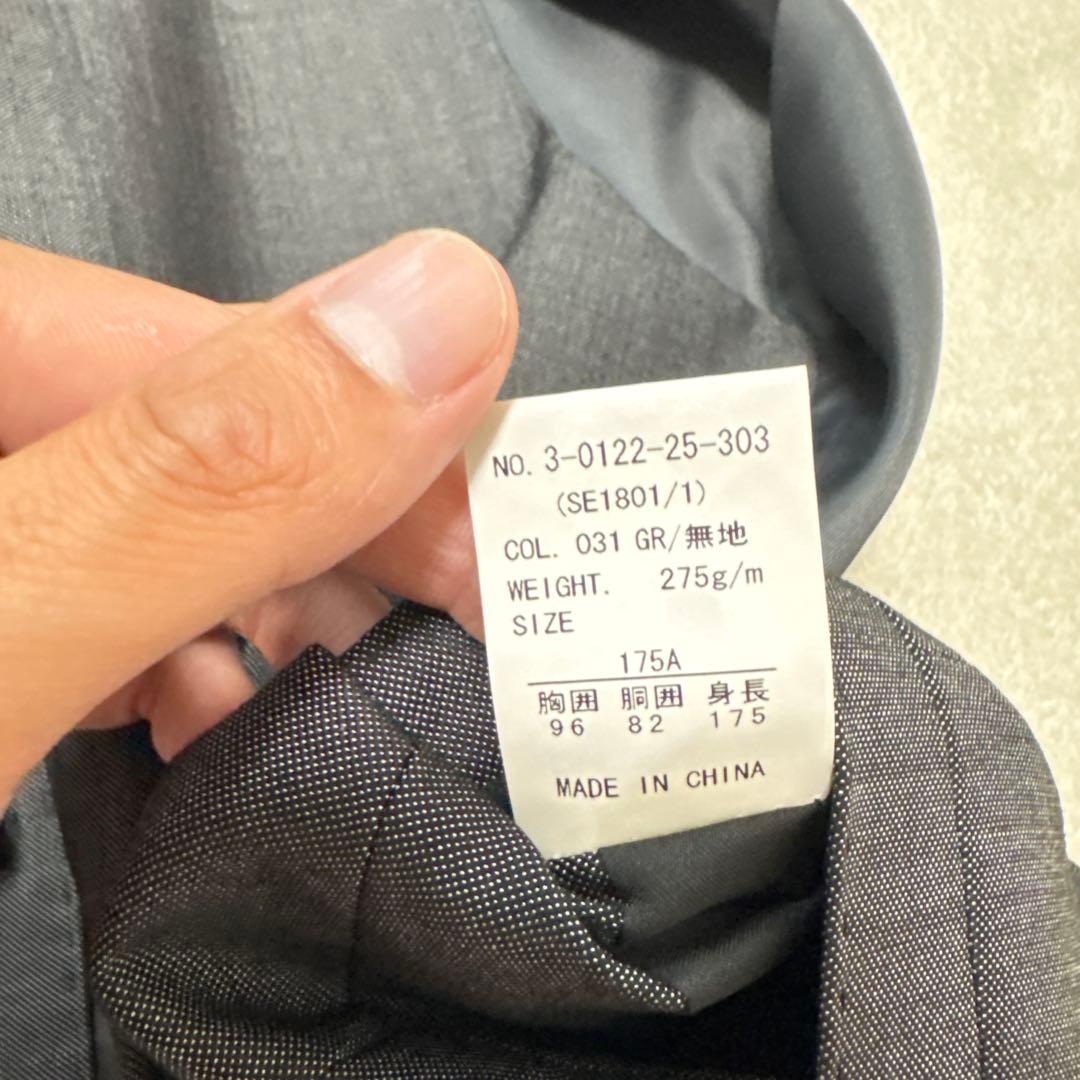 NO. 3-0122-25-303
(SE1801/1)
COL. 031 GR/無地
WEIGHT. 275g/m
SIZE
175A
胸囲 胴囲 身長
96 82 175
MADE IN CHINA